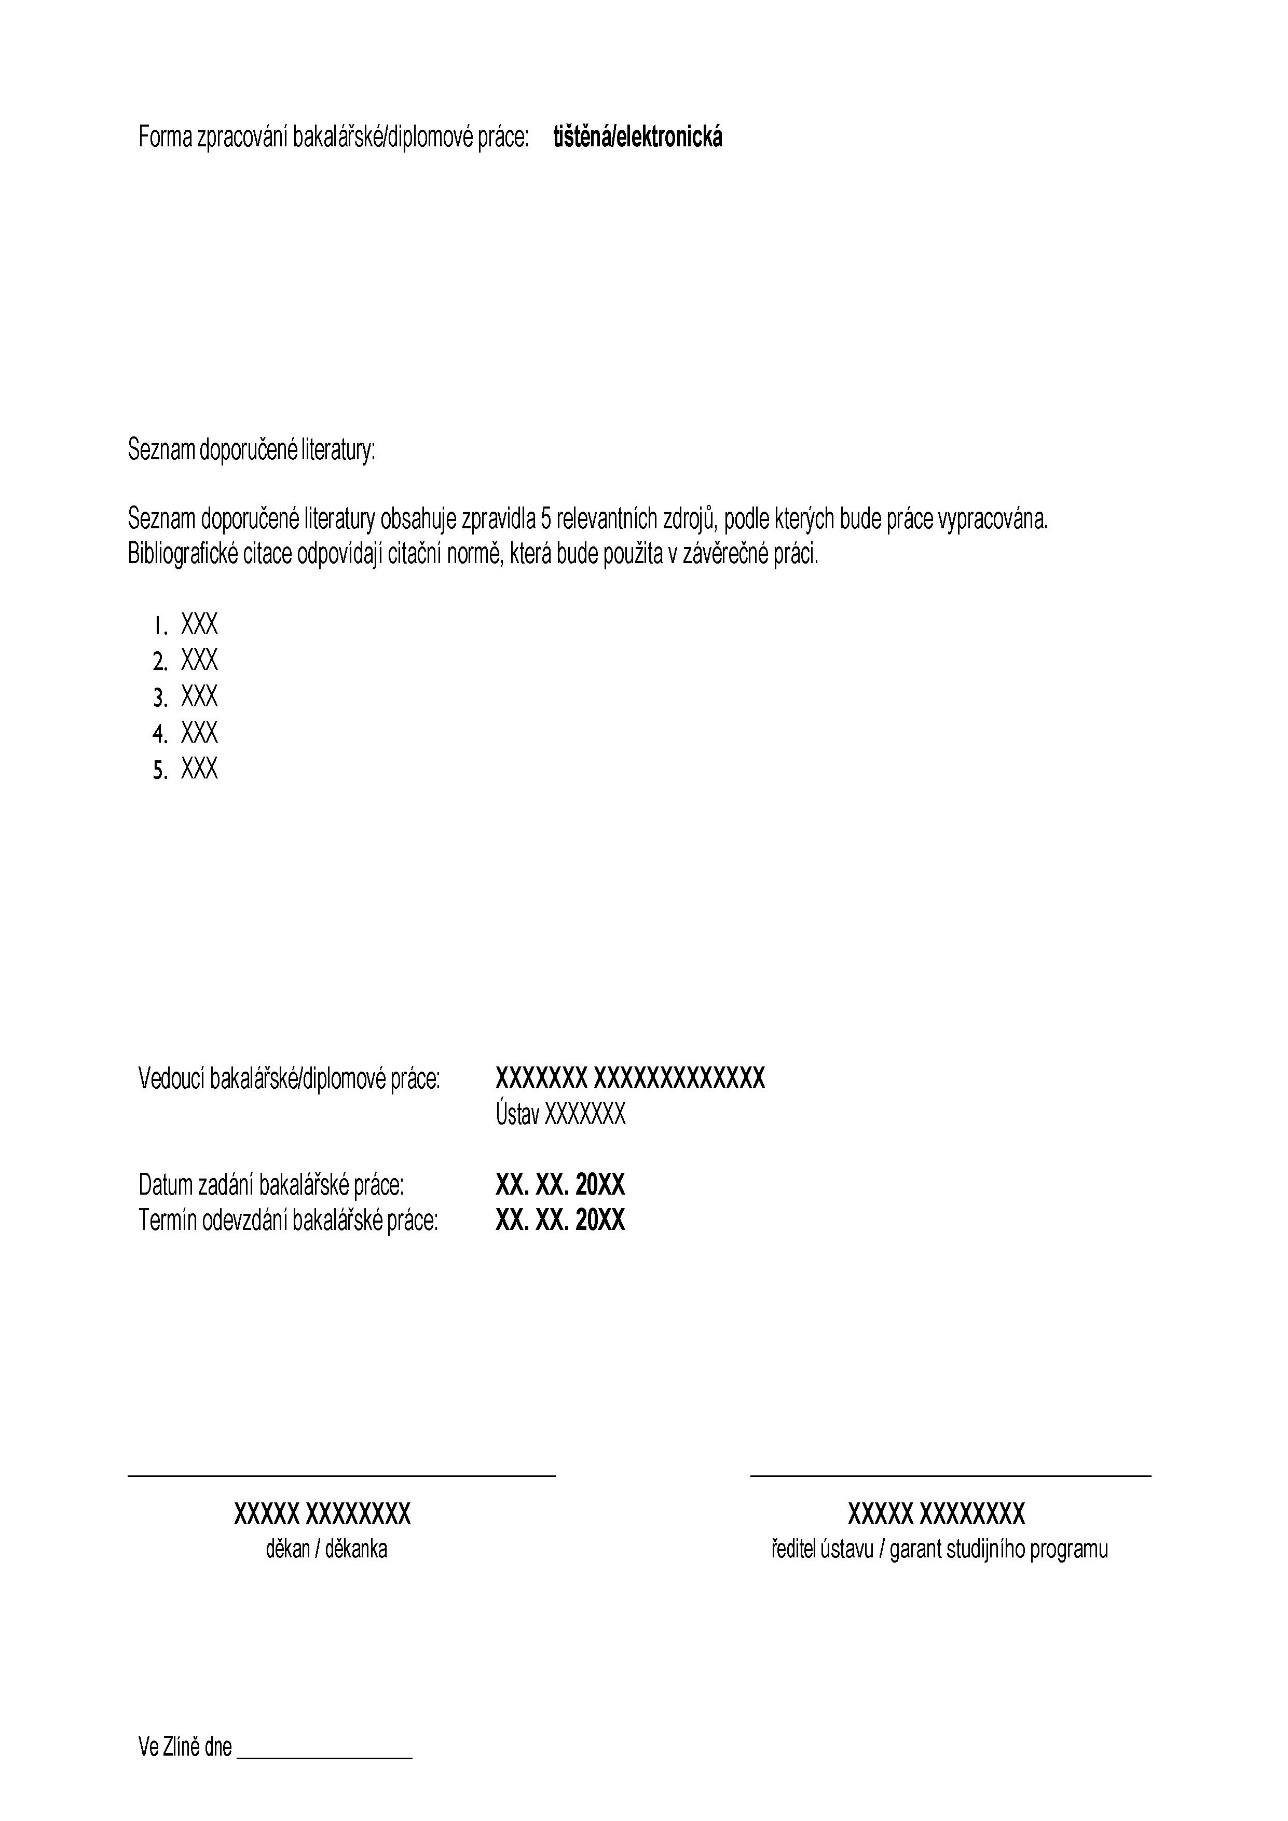 Forma zpracování bakalářské/diplomové práce: tištěná/elektronická
Seznam doporučené literatury:
Seznam doporučené literatury obsahuje zpravidla 5 relevantních zdrojů, podle kterých bude práce vypracována.
Bibliografické citace odpovídají citační normě, která bude použita v závěrečné práci.
1. XXX
2. XXX
3. XXX
4. XXX
5. XXX
Vedoucí bakalářské/diplomové práce: XXXXXXX XXXXXXXXXXXXX
Ústav XXXXXXX
Datum zadání bakalářské práce: XX. XX. 20XX
Termín odevzdání bakalářské práce: XX. XX. 20XX
XXXXX XXXXXXXX XXXXX XXXXXXXX
děkan / děkanka ředitel ústavu / garant studijního programu
Ve Zlíně dne ________________